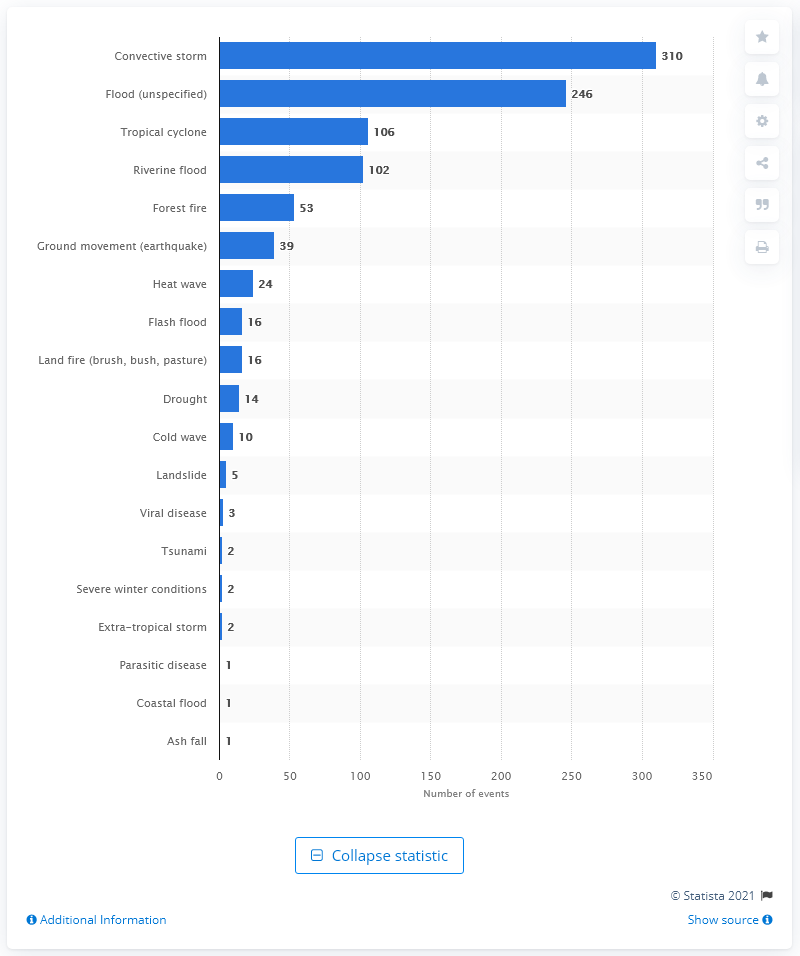 Convective storm 310
Flood (unspecified) 246
Tropical cyclone 106
Riverine flood 102
Forest fire 53
Ground movement (earthquake) 39
Heat wave 24
Flash flood 16
Land fire (brush, bush, pasture) 16
Drought 14
Cold wave 10
Landslide 5
Viral disease 3
Tsunami 2
Severe winter conditions 2
Extra-tropical storm 2
Parasitic disease 1
Coastal flood 1
Ash fall 1
0 50 100 150 200 250 300 350
Number of events
Collapse statistic
© Statista 2021
Additional Information Show source